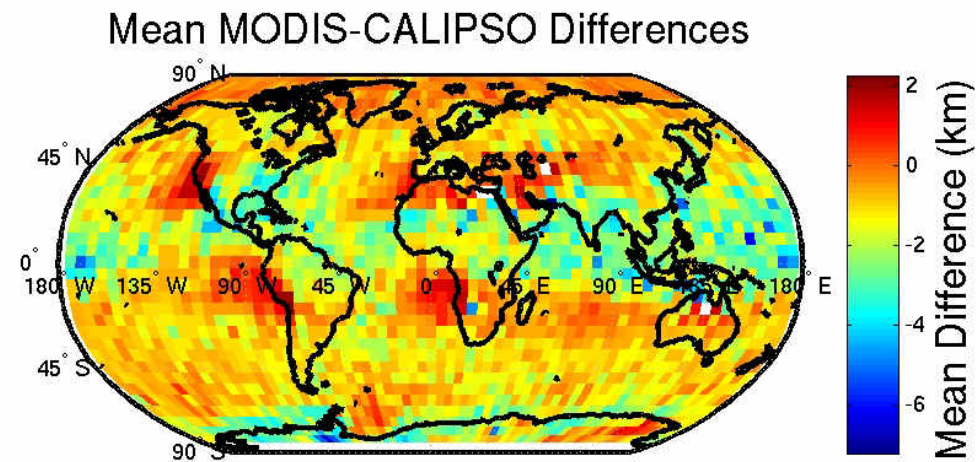 Mean MODIS-CALIPSO Differences
90° N
45° N
0°
180° W 135° W 90° W 45° W 0° 45° E 90° E 135° E 180° E
45° S
90° S
2
0
-2
-4
-6
Mean Difference (km)